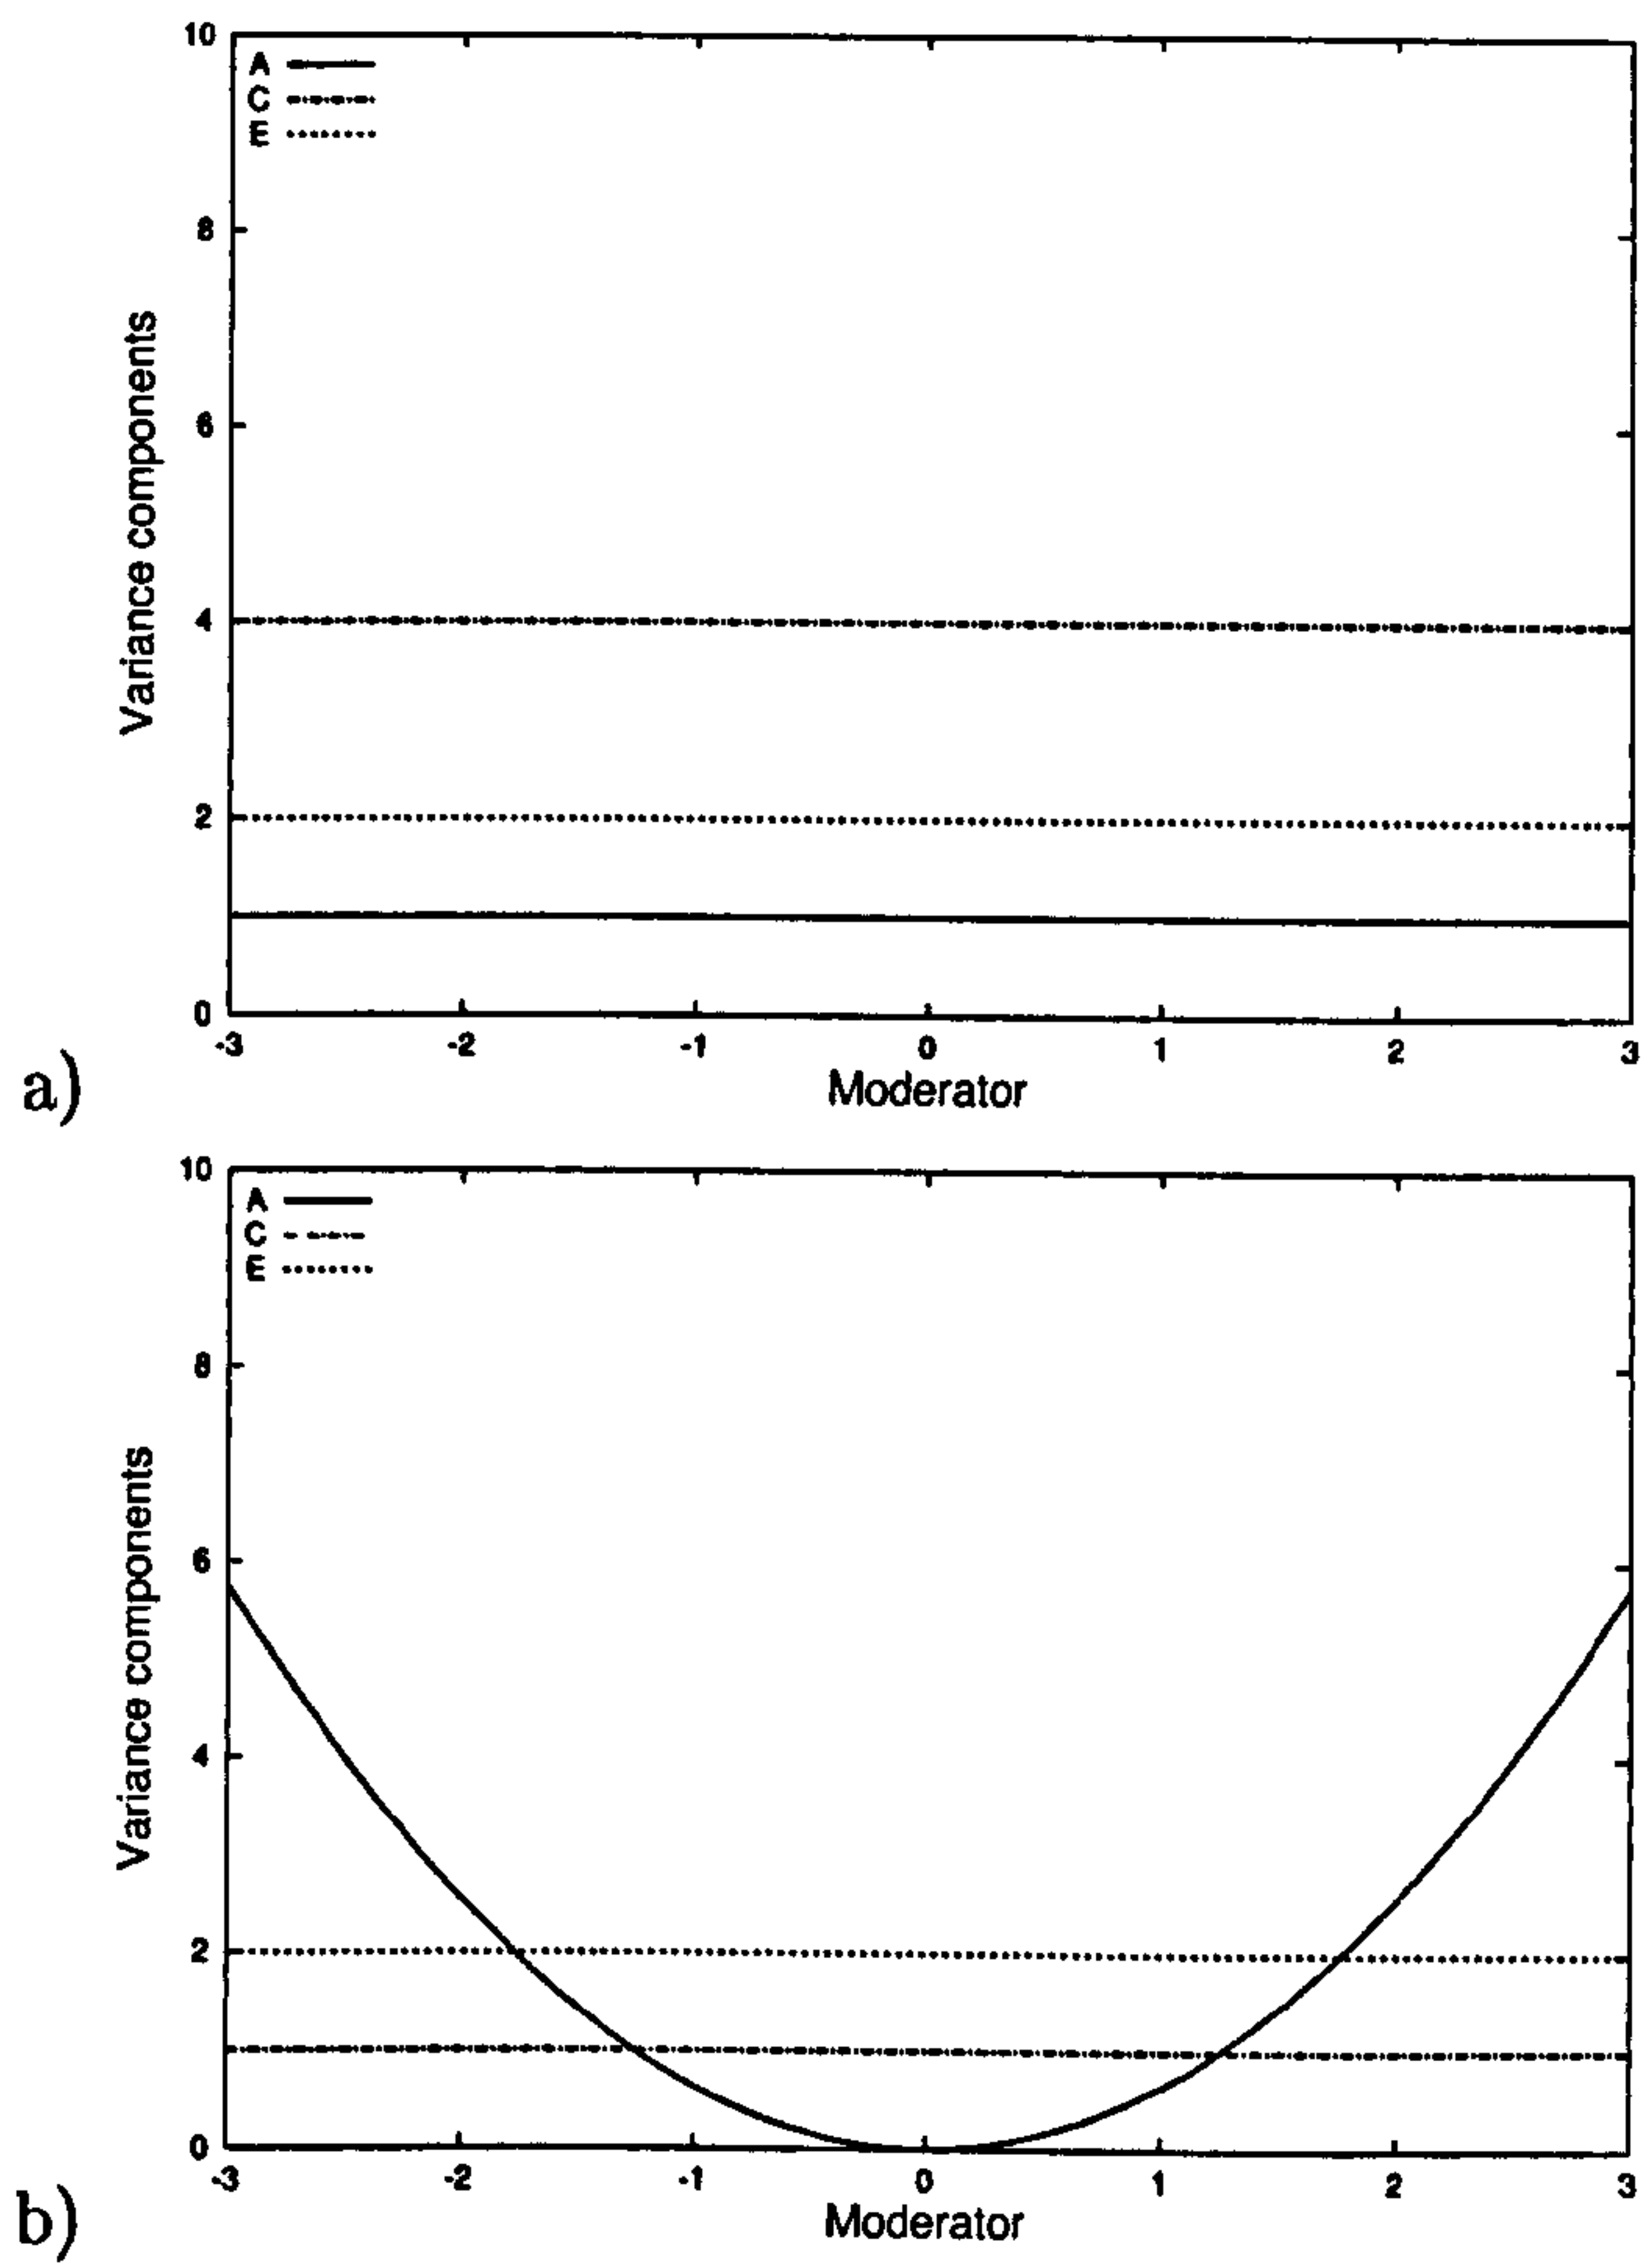 10
A
C
E
8
6
4
2
0
-3 -2 -1 0 1 2 3
Variance components
Moderator
a)
10
A
C
E
8
6
4
2
0
-3 -2 -1 0 1 2 3
Variance components
Moderator
b)